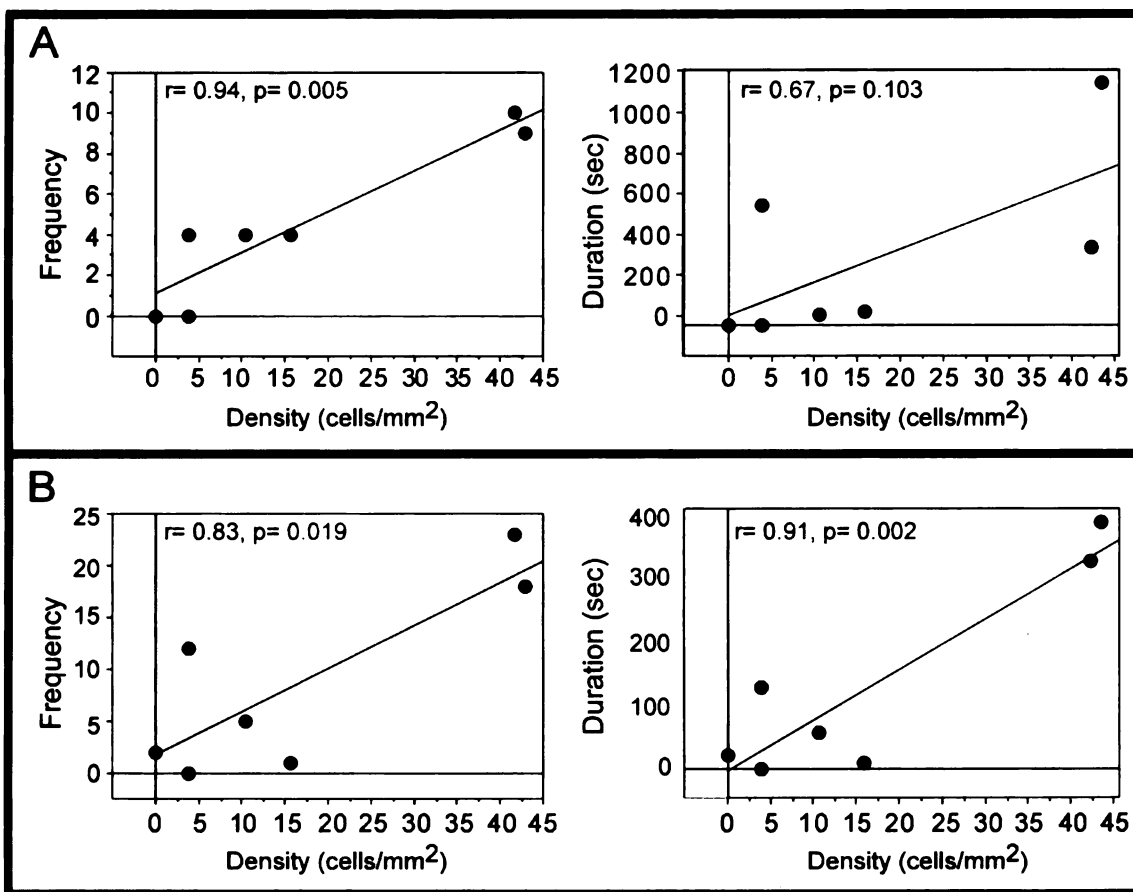 A
r= 0.94, p= 0.005
Frequency
12
10
8
6
4
2
0
0 5 10 15 20 25 30 35 40 45
Density (cells/mm²)
r= 0.67, p= 0.103
Duration (sec)
1200
1000
800
600
400
200
0
0 5 10 15 20 25 30 35 40 45
Density (cells/mm²)
B
r= 0.83, p= 0.019
Frequency
25
20
15
10
5
0
0 5 10 15 20 25 30 35 40 45
Density (cells/mm²)
r= 0.91, p= 0.002
Duration (sec)
400
300
200
100
0
0 5 10 15 20 25 30 35 40 45
Density (cells/mm²)